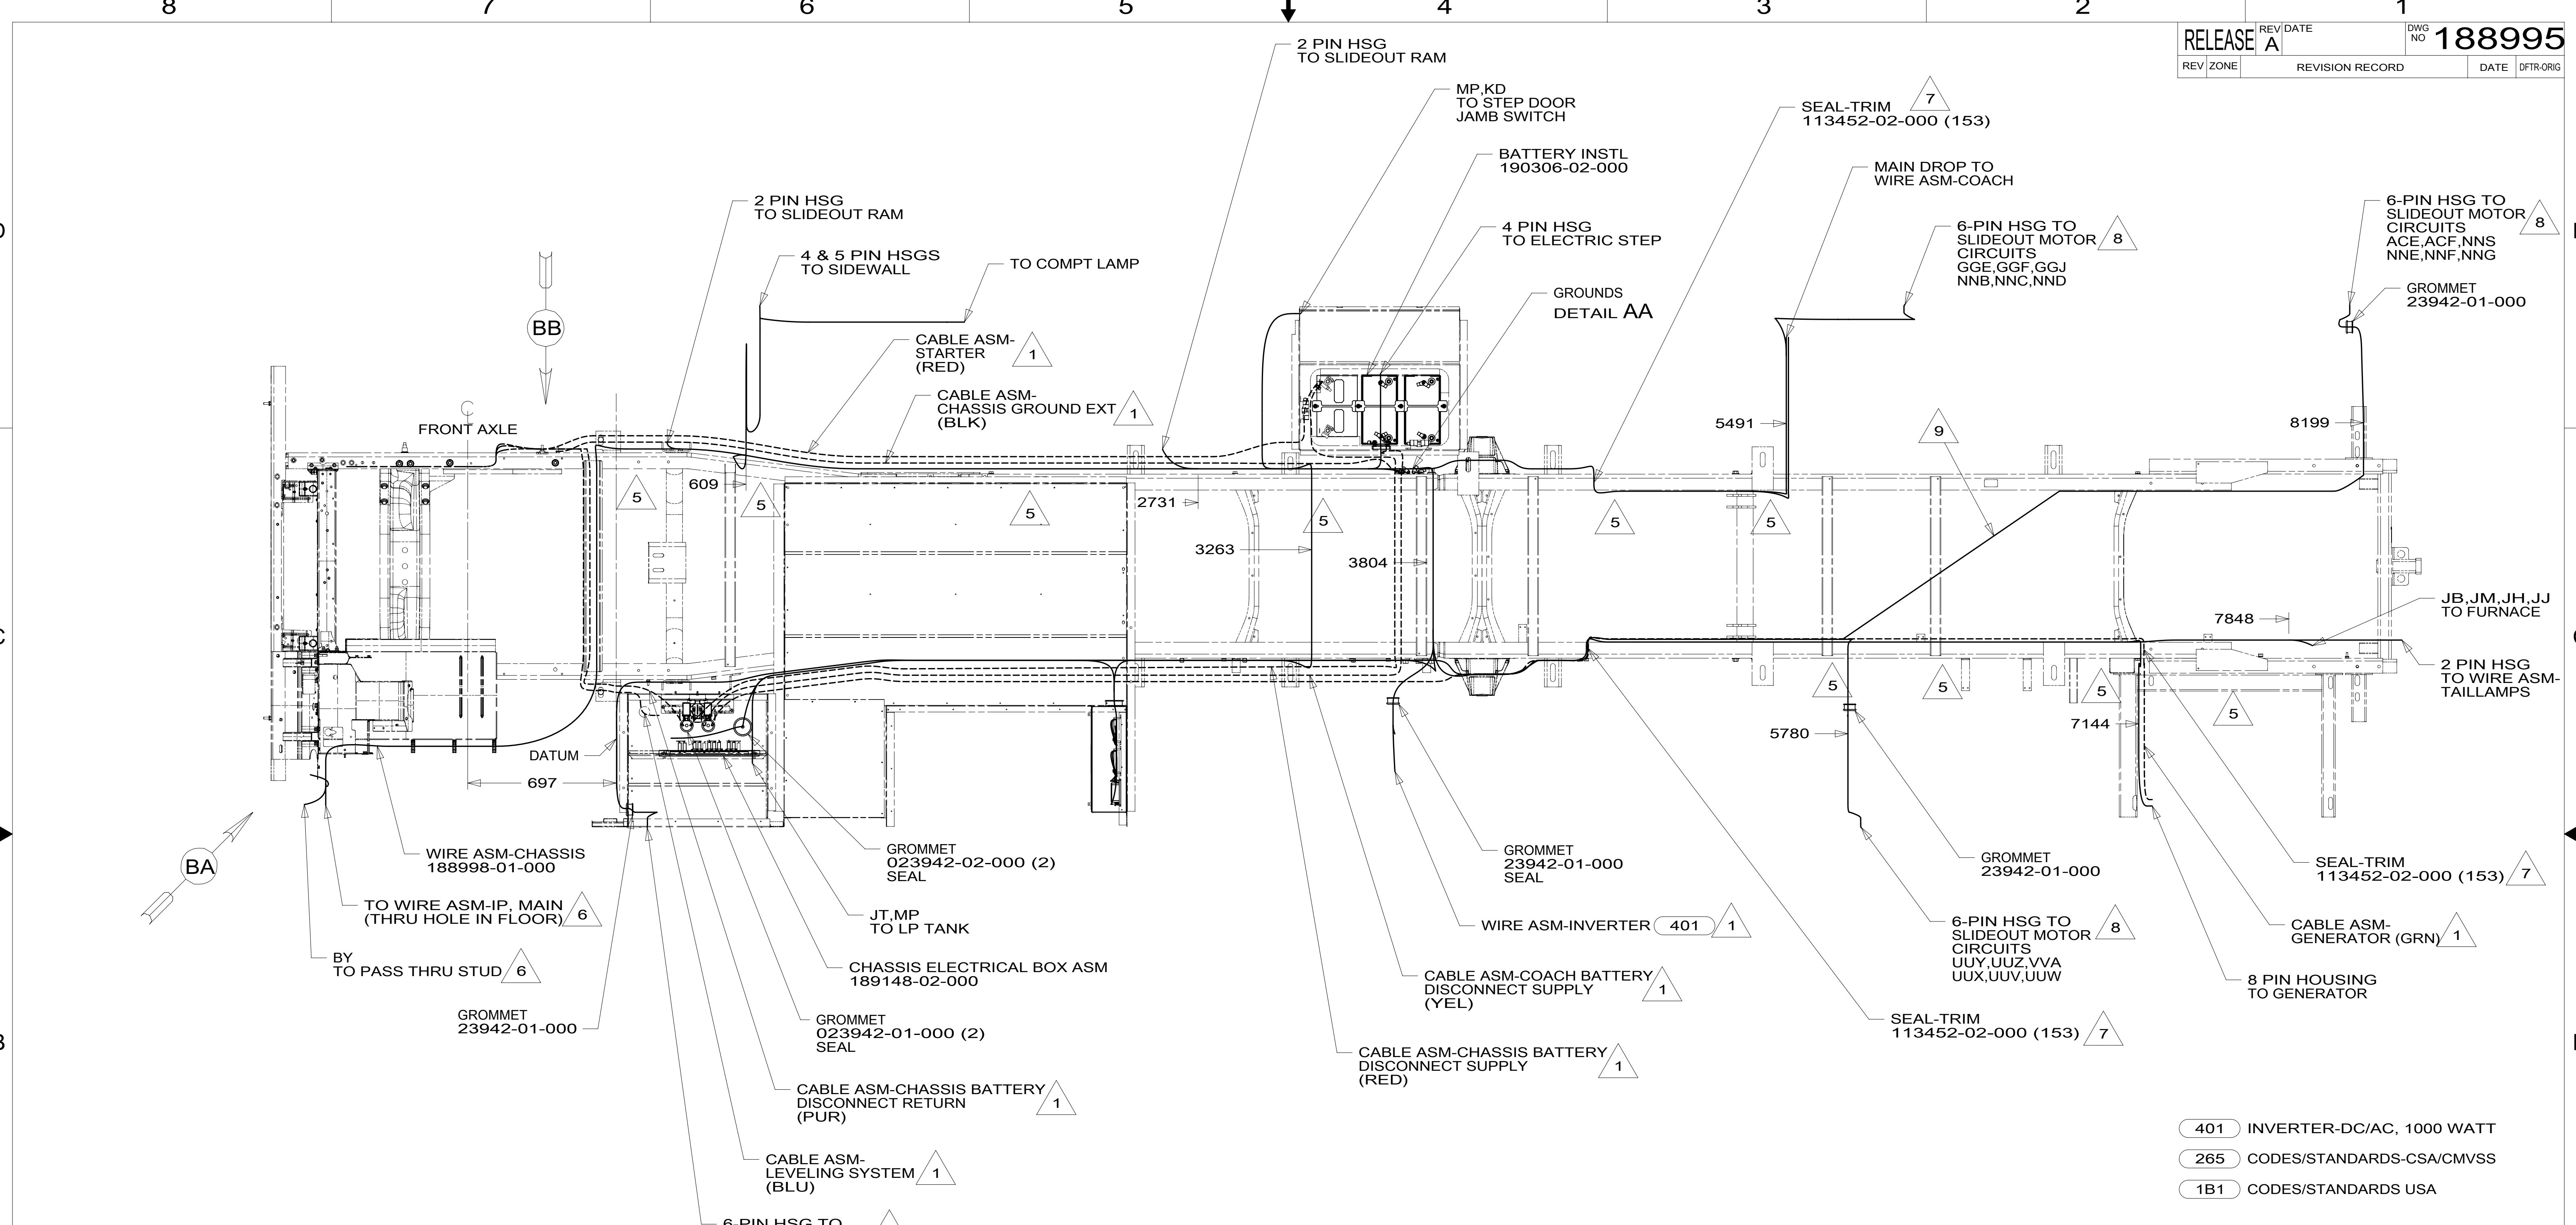 8 7 6 5 4 3 2 1
RELEASE
REV
A
DATE
DWG
NO
188995
REV
ZONE
REVISION RECORD
DATE
DFTR-ORIG
2 PIN HSG
TO SLIDEOUT RAM
MP,KD
TO STEP DOOR
JAMB SWITCH
SEAL-TRIM 7
113452-02-000 (153)
BATTERY INSTL
190306-02-000
MAIN DROP TO
WIRE ASM-COACH
2 PIN HSG
TO SLIDEOUT RAM
4 PIN HSG
TO ELECTRIC STEP
6-PIN HSG TO
SLIDEOUT MOTOR 8
CIRCUITS
GGE,GGF,GGJ
NNB,NNC,NND
6-PIN HSG TO
SLIDEOUT MOTOR 8
CIRCUITS
ACE,ACF,NNS
NNE,NNF,NNG
4 & 5 PIN HSGS
TO SIDEWALL
TO COMPT LAMP
GROUNDS
DETAIL AA
GROMMET
23942-01-000
BB
CABLE ASM-
STARTER 1
(RED)
CABLE ASM-
CHASSIS GROUND EXT 1
(BLK)
C
FRONT AXLE
5491
9
8199
609
5
5
5
2731
5
5
5
3263
3804
JB,JM,JH,JJ
TO FURNACE
7848
2 PIN HSG
TO WIRE ASM-
TAILLAMPS
5
5
5
5
7144
5780
DATUM
697
BA
WIRE ASM-CHASSIS
188998-01-000
GROMMET
023942-02-000 (2)
SEAL
GROMMET
23942-01-000
SEAL
GROMMET
23942-01-000
SEAL-TRIM
113452-02-000 (153) 7
TO WIRE ASM-IP, MAIN
(THRU HOLE IN FLOOR) 6
JT,MP
TO LP TANK
WIRE ASM-INVERTER 401 1
6-PIN HSG TO
SLIDEOUT MOTOR 8
CIRCUITS
UUY,UUZ,VVA
UUX,UUV,UUW
CABLE ASM-
GENERATOR (GRN) 1
BY
TO PASS THRU STUD 6
CHASSIS ELECTRICAL BOX ASM
189148-02-000
CABLE ASM-COACH BATTERY
DISCONNECT SUPPLY 1
(YEL)
8 PIN HOUSING
TO GENERATOR
GROMMET
23942-01-000
GROMMET
023942-01-000 (2)
SEAL
SEAL-TRIM
113452-02-000 (153) 7
CABLE ASM-CHASSIS BATTERY
DISCONNECT SUPPLY 1
(RED)
CABLE ASM-CHASSIS BATTERY
DISCONNECT RETURN 1
(PUR)
CABLE ASM-
LEVELING SYSTEM 1
(BLU)
401 INVERTER-DC/AC, 1000 WATT
265 CODES/STANDARDS-CSA/CMVSS
1B1 CODES/STANDARDS USA
6-PIN HSG TO